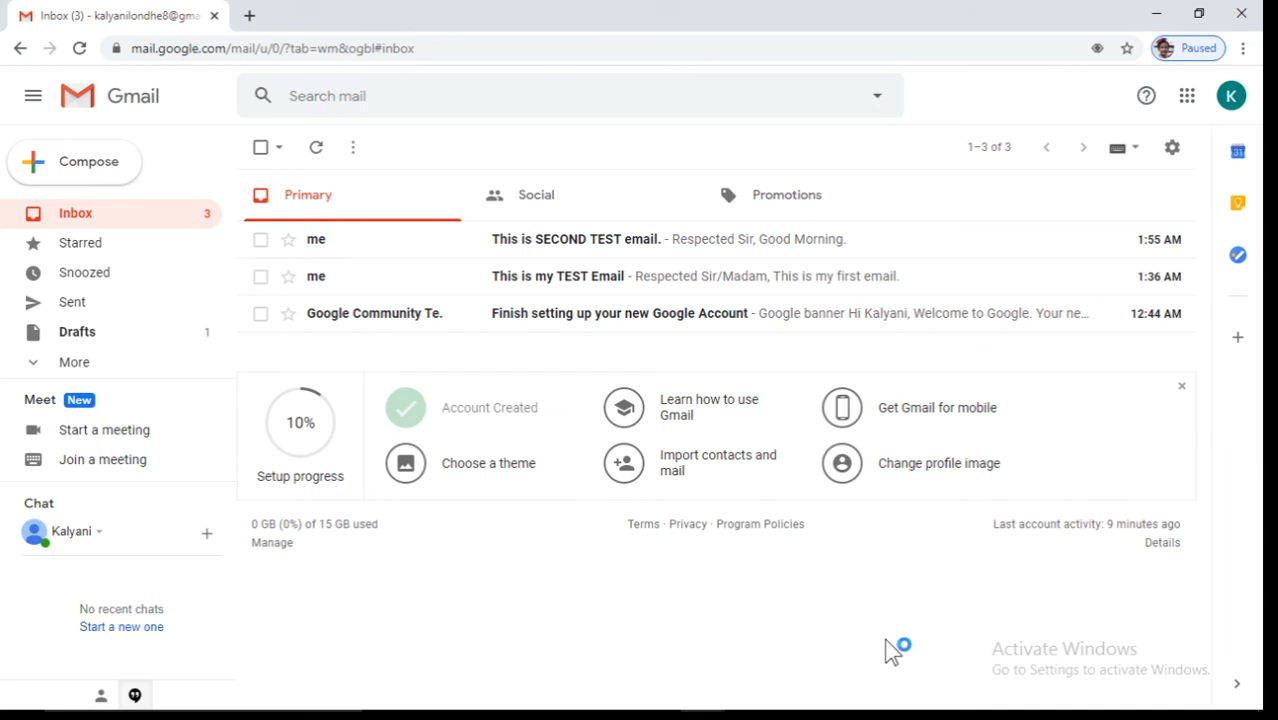 Inbox (3) - kalyanilondhe8@gma
mail.google.com/mail/u/0/?tab=wm&ogbl#inbox
Paused
Gmail
Search mail
K
Compose
1–3 of 3
31
Primary
Social
Promotions
Inbox 3
Starred
Snoozed
Sent
Drafts 1
More
me This is SECOND TEST email. - Respected Sir, Good Morning. 1:55 AM
me This is my TEST Email - Respected Sir/Madam, This is my first email. 1:36 AM
Google Community Te. Finish setting up your new Google Account - Google banner Hi Kalyani, Welcome to Google. Your ne... 12:44 AM
Meet New
Start a meeting
Join a meeting
10%
Setup progress
Account Created
Learn how to use
Gmail
Get Gmail for mobile
Choose a theme
Import contacts and
mail
Change profile image
Chat
Kalyani
No recent chats
Start a new one
0 GB (0%) of 15 GB used
Manage
Terms · Privacy · Program Policies
Last account activity: 9 minutes ago
Details
Activate Windows
Go to Settings to activate Windows.